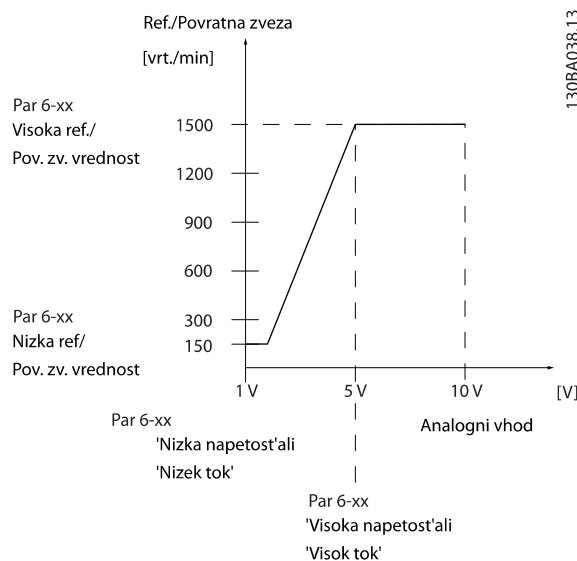 Ref./Povratna zveza
[vrt./min]
130BA038.13
Par 6-xx
Visoka ref./
Pov. zv. vrednost
1500
1200
900
600
300
150
Par 6-xx
Nizka ref/
Pov. zv. vrednost
1 V
5 V
10 V
[V]
Analogni vhod
Par 6-xx
'Nizka napetost'ali
'Nizek tok'
Par 6-xx
'Visoka napetost'ali
'Visok tok'